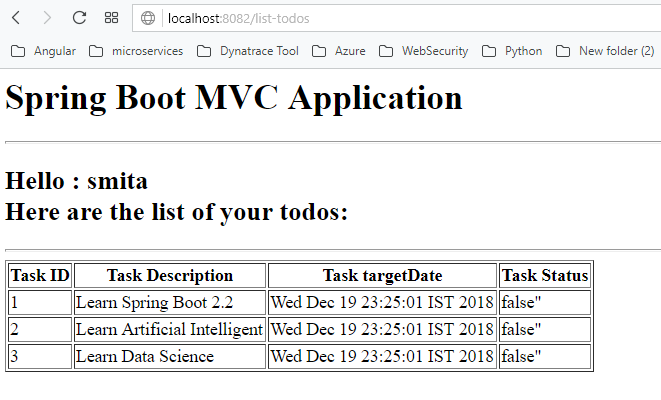 localhost:8082/list-todos
Angular microservices Dynatrace Tool Azure WebSecurity Python New folder (2)
Spring Boot MVC Application
Hello : smita
Here are the list of your todos:
Task ID Task Description Task targetDate Task Status
1 Learn Spring Boot 2.2 Wed Dec 19 23:25:01 IST 2018 false"
2 Learn Artificial Intelligent Wed Dec 19 23:25:01 IST 2018 false"
3 Learn Data Science Wed Dec 19 23:25:01 IST 2018 false"